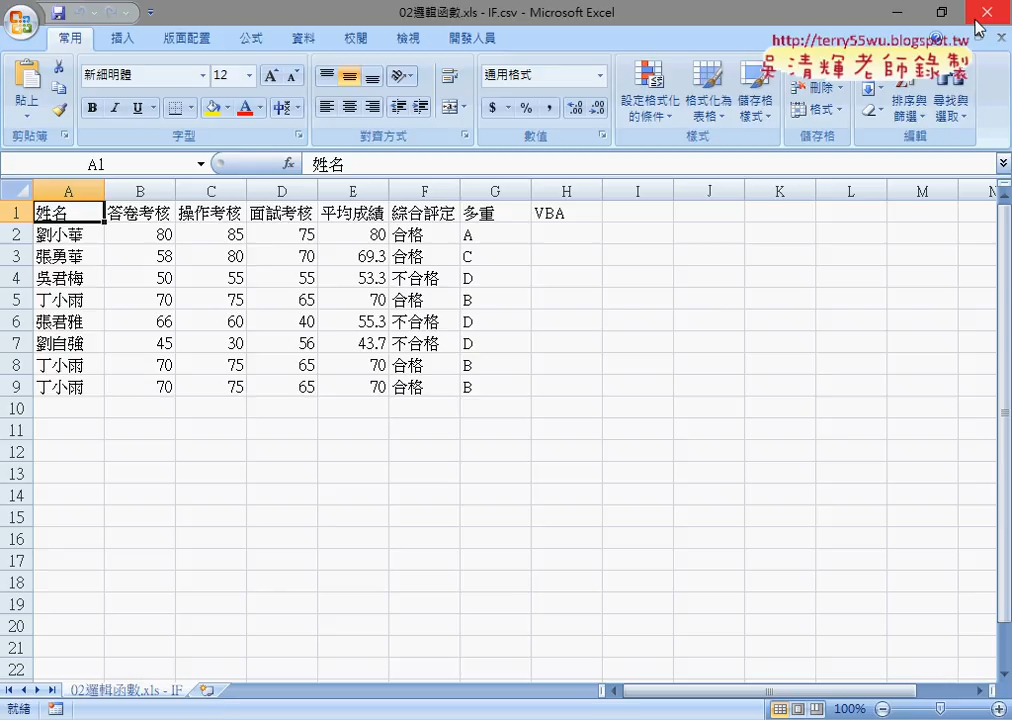 02邏輯函數.xls - IF.csv - Microsoft Excel
常用 插入 版面配置 公式 資料 校閱 檢視 開發人員
http://terry55wu.blogspot.tw
吳清輝老師錄製
貼上 新細明體 12 通用格式 設定格式化的條件 格式化為表格 儲存格樣式 刪除 格式 排序與篩選 尋找與選取
B I U A 中 $ % ,
剪貼簿 字型 對齊方式 數值 樣式 儲存格 編輯
A1 fx 姓名
A B C D E F G H I J K L M N
1 姓名 答卷考核 操作考核 面試考核 平均成績 綜合評定 多重 VBA
2 劉小華 80 85 75 80 合格 A
3 張勇華 58 80 70 69.3 合格 C
4 吳君梅 50 55 55 53.3 不合格 D
5 丁小雨 70 75 65 70 合格 B
6 張君雅 66 60 40 55.3 不合格 D
7 劉自強 45 30 56 43.7 不合格 D
8 丁小雨 70 75 65 70 合格 B
9 丁小雨 70 75 65 70 合格 B
10
11
12
13
14
15
16
17
18
19
20
21
22
02邏輯函數.xls - IF
就緒 100%